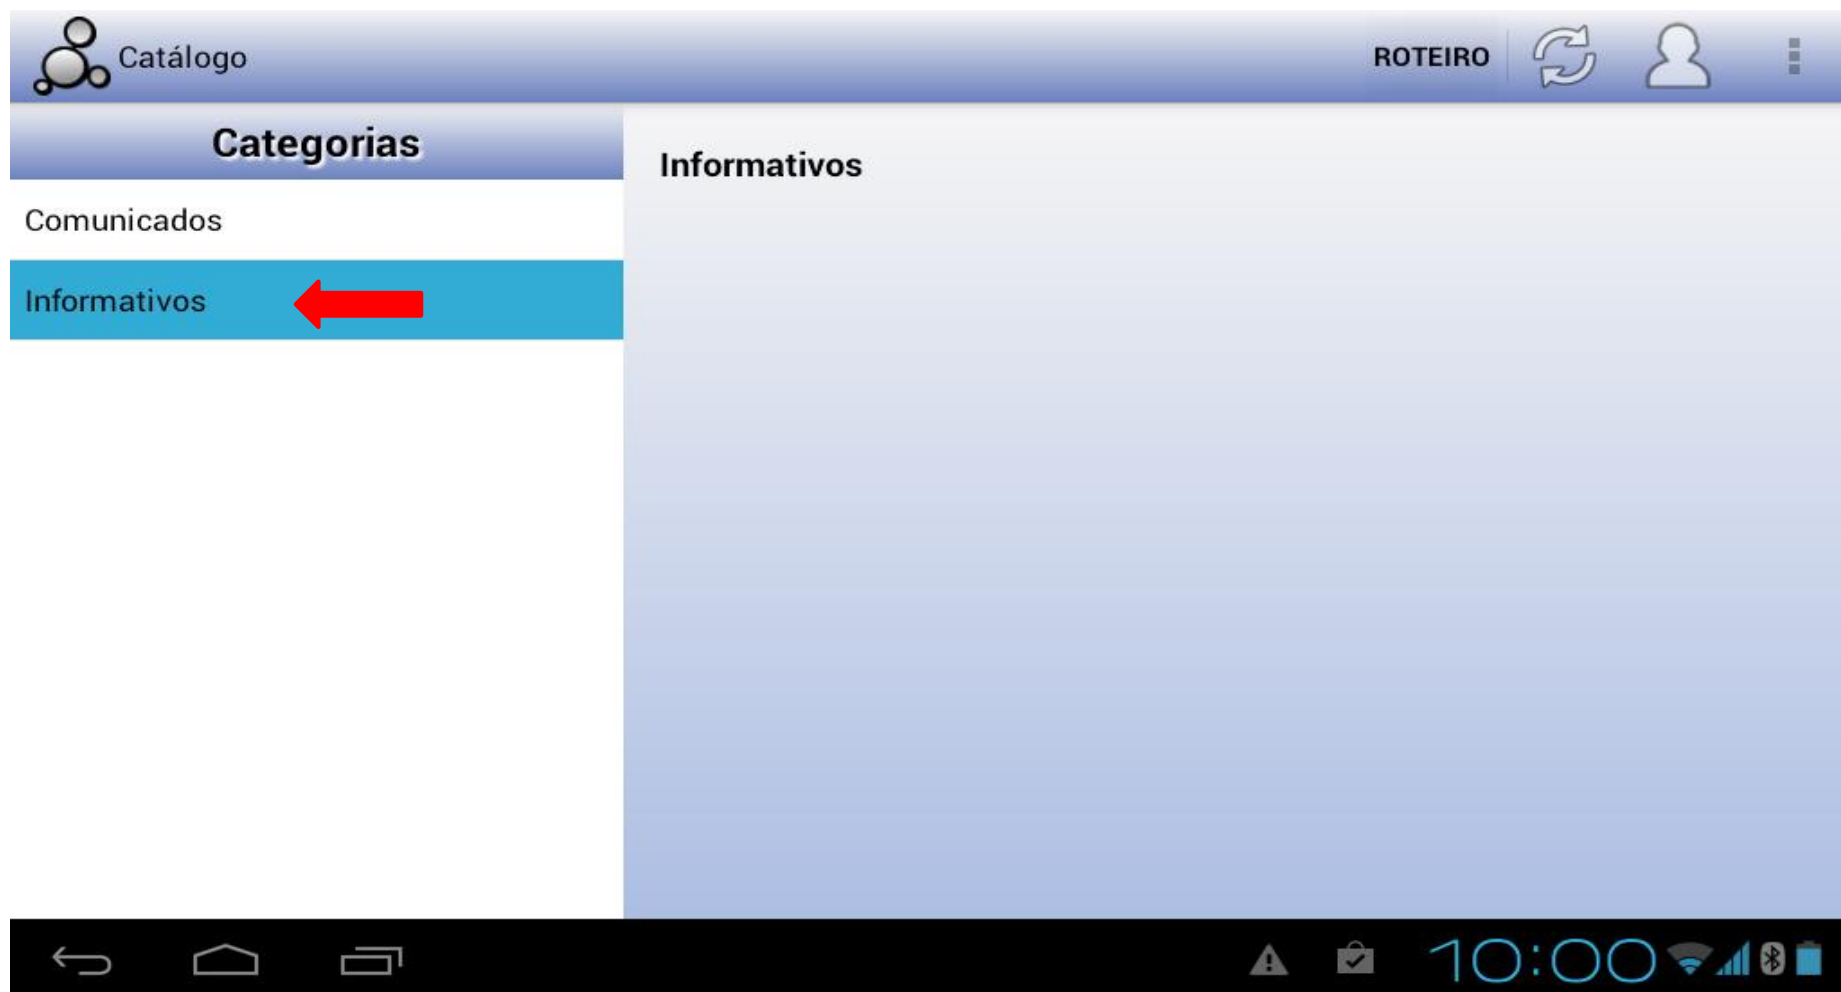 Catálogo
ROTEIRO
Categorias
Comunicados
Informativos
Informativos
10:00